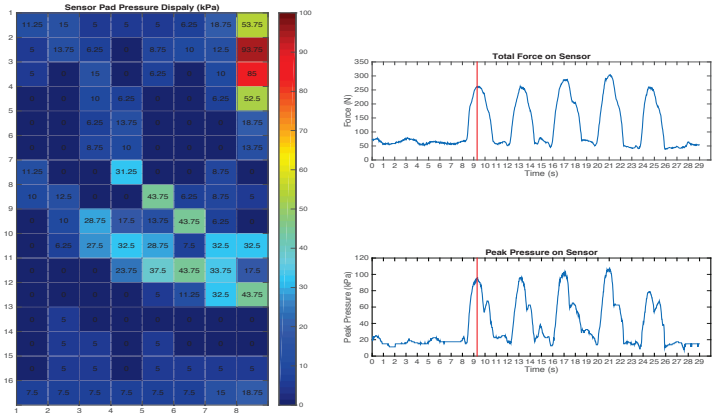 Sensor Pad Pressure Dispaly (kPa)
1 11.25 15 5 5 5 6.25 18.75 53.75
2 5 13.75 6.25 8.75 10 12.5 93.75
3 5 15 6.25 10 85
4 10 6.25 6.25 52.5
5 6.25 13.75 18.75
6 8.75 10 13.75
7 11.25 31.25 8.75
8 10 12.5 43.75 6.25 8.75
9 10 28.75 17.5 13.75 43.75 6.25
10 6.25 27.5 32.5 28.75 7.5 32.5 32.5
11 23.75 37.5 43.75 33.75 17.5
12 5 11.25 32.5 43.75
13 5
14 5 5
15 5 5
16 7.5 7.5 7.5 7.5 7.5 7.5 15 18.75
1 2 3 4 5 6 7 8
100
90
80
70
60
50
40
30
20
10
0
Total Force on Sensor
Force (N)
350
300
250
200
150
100
50
0
0 1 2 3 4 5 6 7 8 9 10 11 12 13 14 15 16 17 18 19 20 21 22 23 24 25 26 27 28 29
Time (s)
Peak Pressure on Sensor
Peak Pressure (kPa)
120
100
80
60
40
20
0
0 1 2 3 4 5 6 7 8 9 10 11 12 13 14 15 16 17 18 19 20 21 22 23 24 25 26 27 28 29
Time (s)